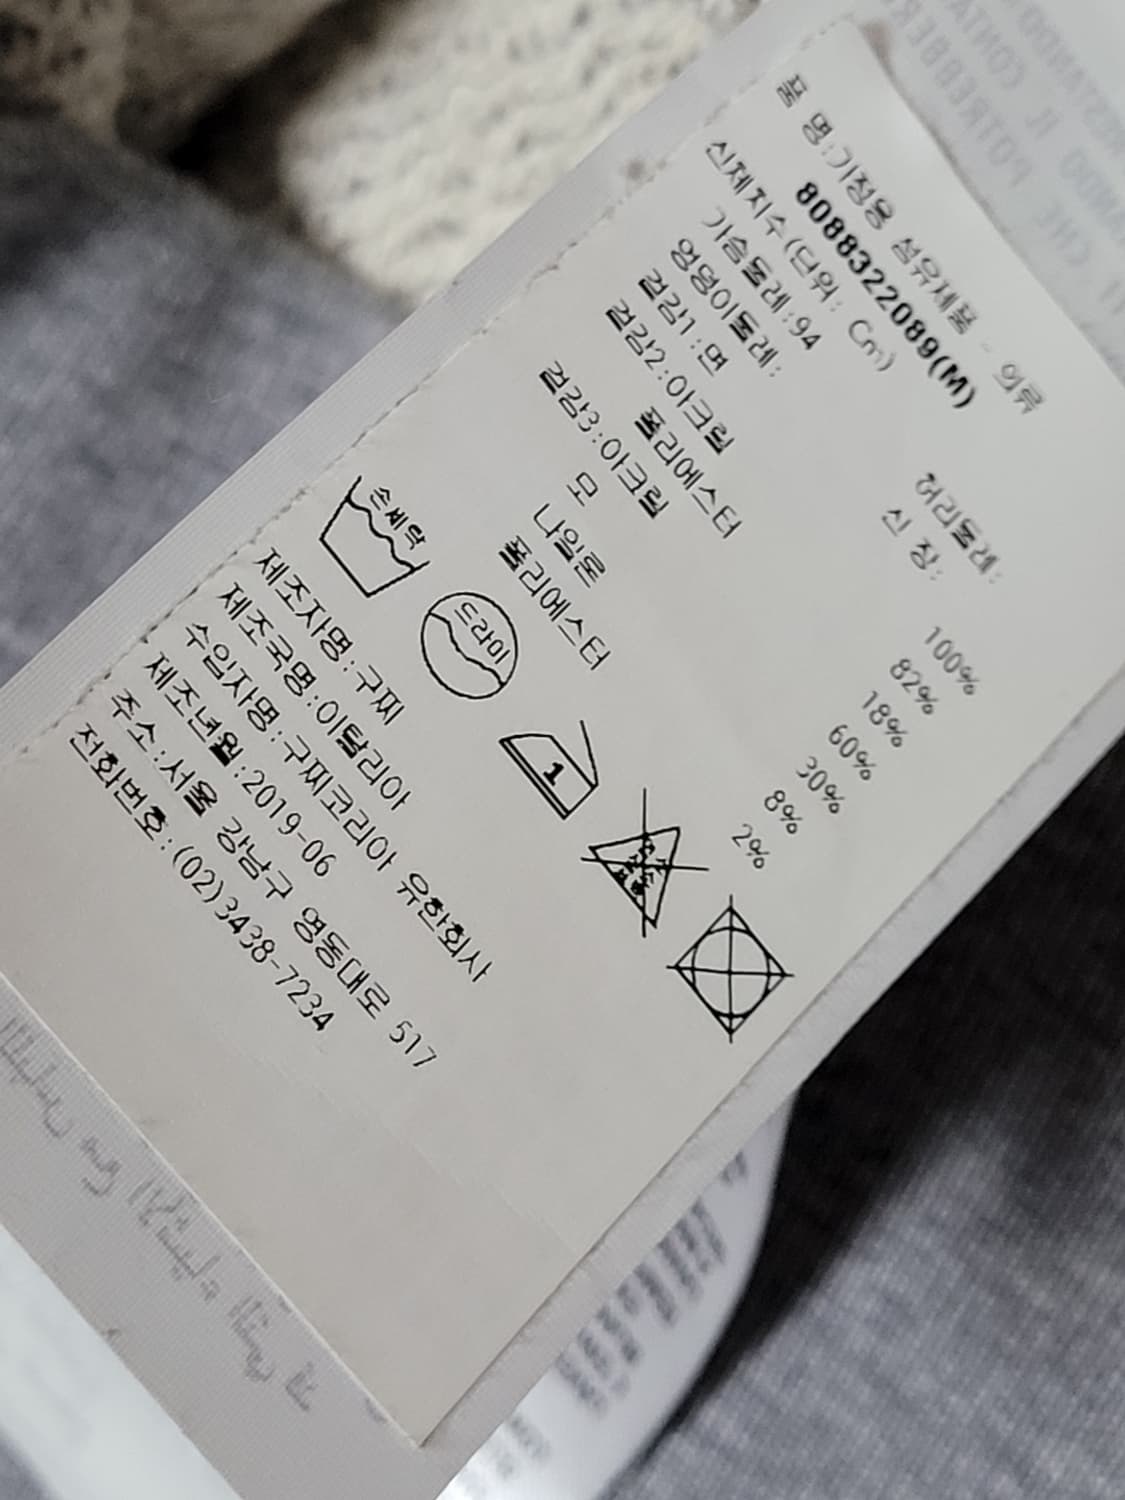 품 명:가정용 섬유제품 - 의류
8088322089(M)
신체치수(단위: Cm)
가슴둘레:94 허리둘레:
엉덩이둘레: 신 장:
겉감1:면 100%
겉감2:아크릴 82%
폴리에스터 18%
겉감3:아크릴 60%
모 30%
나일론 8%
폴리에스터 2%
손세탁
드라이
1
제조자명:구찌
제조국명:이탈리아
수입자명:구찌코리아 유한회사
제조년월:2019-06
주소:서울 강남구 영동대로 517
전화번호:(02)3438-7234